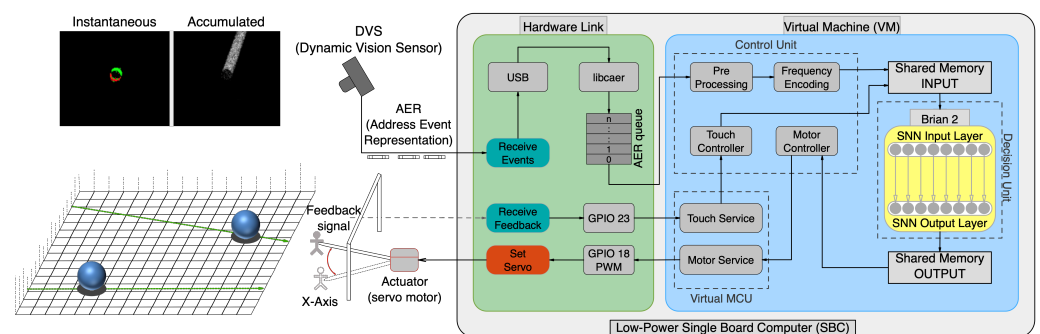 Instantaneous
Accumulated
DVS
(Dynamic Vision Sensor)
AER
(Address Event
Representation)
Feedback
signal
X-Axis
Actuator
(servo motor)
Hardware Link
USB
libcaer
n
:
:
1
0
AER queue
Receive
Events
Receive
Feedback
GPIO 23
Set
Servo
GPIO 18
PWM
Virtual Machine (VM)
Control Unit
Pre
Processing
Frequency
Encoding
Touch
Controller
Motor
Controller
Touch Service
Motor Service
Virtual MCU
Shared Memory
INPUT
Brian 2
SNN Input Layer
SNN Output Layer
Decision Unit
Shared Memory
OUTPUT
Low-Power Single Board Computer (SBC)